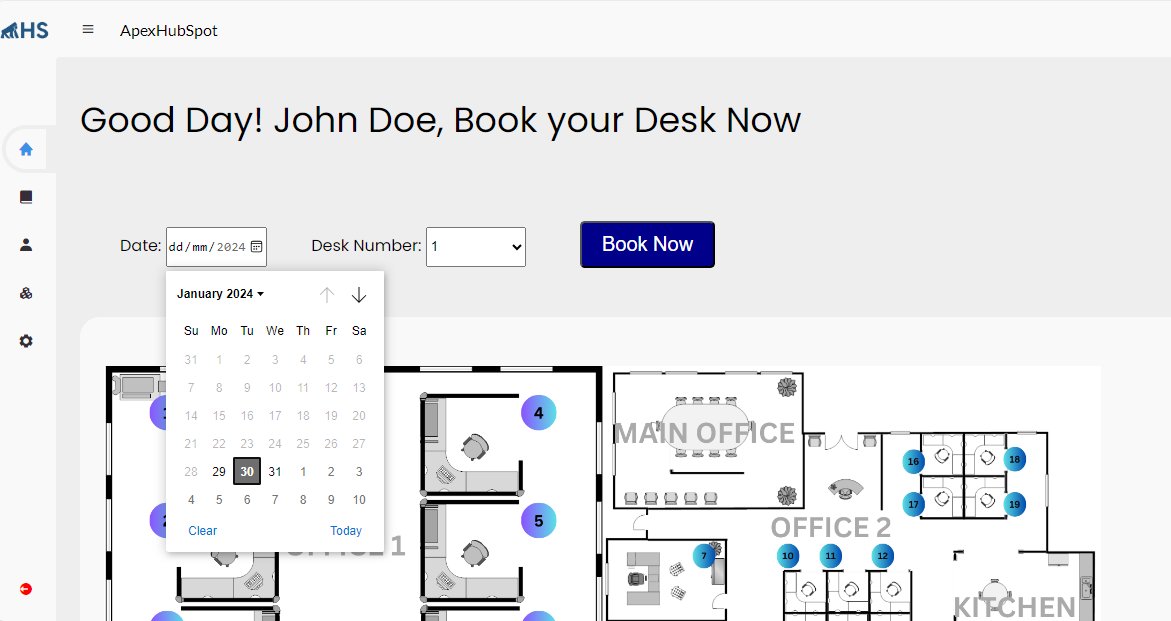 HS ApexHubSpot
Good Day! John Doe, Book your Desk Now
Date: dd/mm/2024 Desk Number: 1 Book Now
January 2024
Su Mo Tu We Th Fr Sa
31 1 2 3 4 5 6
7 8 9 10 11 12 13
14 15 16 17 18 19 20
21 22 23 24 25 26 27
28 29 30 31 1 2 3
4 5 6 7 8 9 10
Clear Today
4
MAIN OFFICE
16 18
5
17 19
OFFICE 2
1
7 10 11 12
KITCHEN